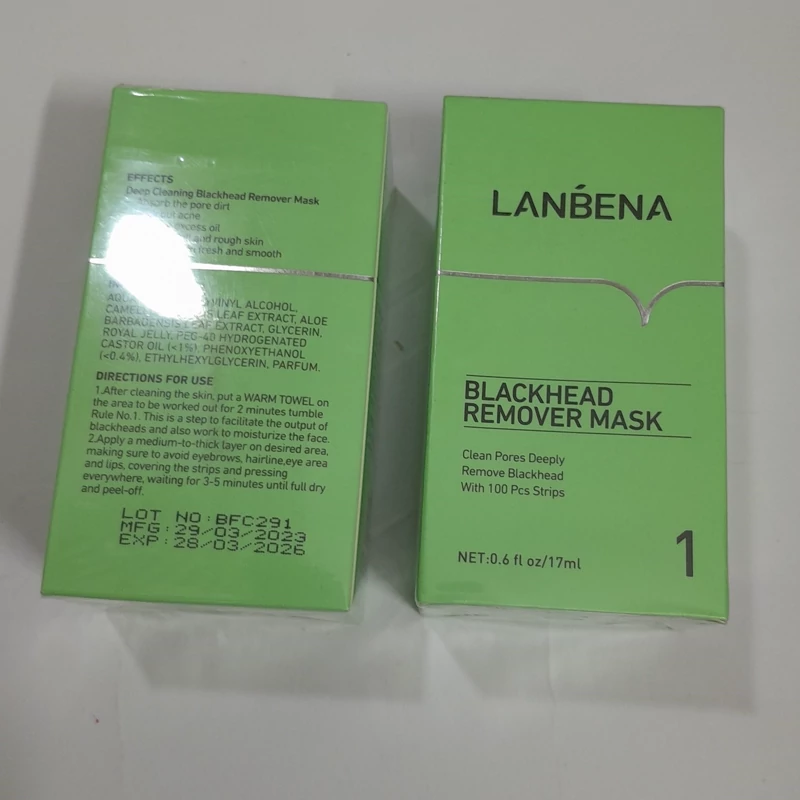 EFFECTS
Deep Cleaning Blackhead Remover Mask
the pore dirt
out acne
excess oil
and rough skin
fresh and smooth
VINYL ALCOHOL,
LEAF EXTRACT, ALOE
BARBADENSIS LEAF EXTRACT, GLYCERIN,
ROYAL JELLY, PEG-40 HYDROGENATED
CASTOR OIL (<1%), PHENOXYETHANOL
(<0.4%), ETHYLHEXYLGLYCERIN, PARFUM.
DIRECTIONS FOR USE
1.After cleaning the skin, put a WARM TOWEL on
the area to be worked out for 2 minutes tumble
Rule No.1. This is a step to facilitate the output of
blackheads and also work to moisturize the face.
2.Apply a medium-to-thick layer on desired area,
making sure to avoid eyebrows, hairline,eye area
and lips, covering the strips and pressing
everywhere, waiting for 3-5 minutes until full dry
and peel-off.
LOT NO:BFC291
MFG:29/03/2023
EXP:28/03/2026
LANBENA
BLACKHEAD
REMOVER MASK
Clean Pores Deeply
Remove Blackhead
With 100 Pcs Strips
NET:0.6 fl oz/17ml
1